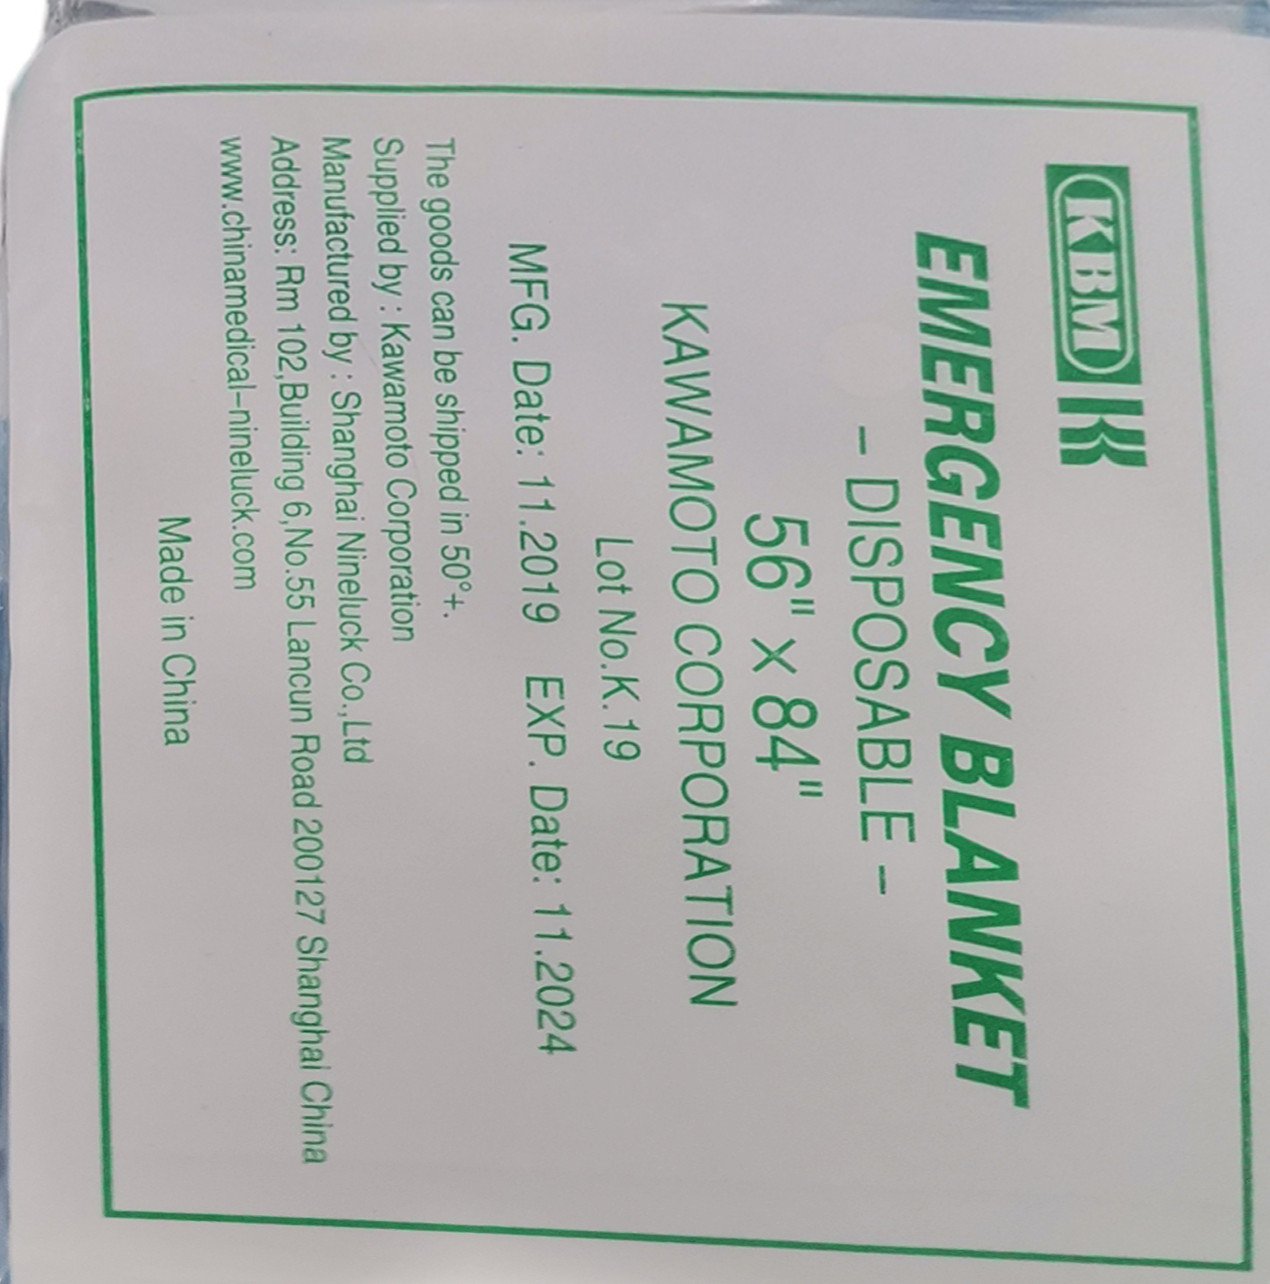 KBM
EMERGENCY BLANKET
– DISPOSABLE –
56" × 84"
KAWAMOTO CORPORATION
Lot No.K.19
MFG. Date: 11.2019 EXP. Date: 11.2024
The goods can be shipped in 50°+.
Supplied by : Kawamoto Corporation
Manufactured by : Shanghai Nineluck Co.,Ltd
Address: Rm 102,Building 6,No.55 Lancun Road 200127 Shanghai China
www.chinamedical-nineluck.com
Made in China